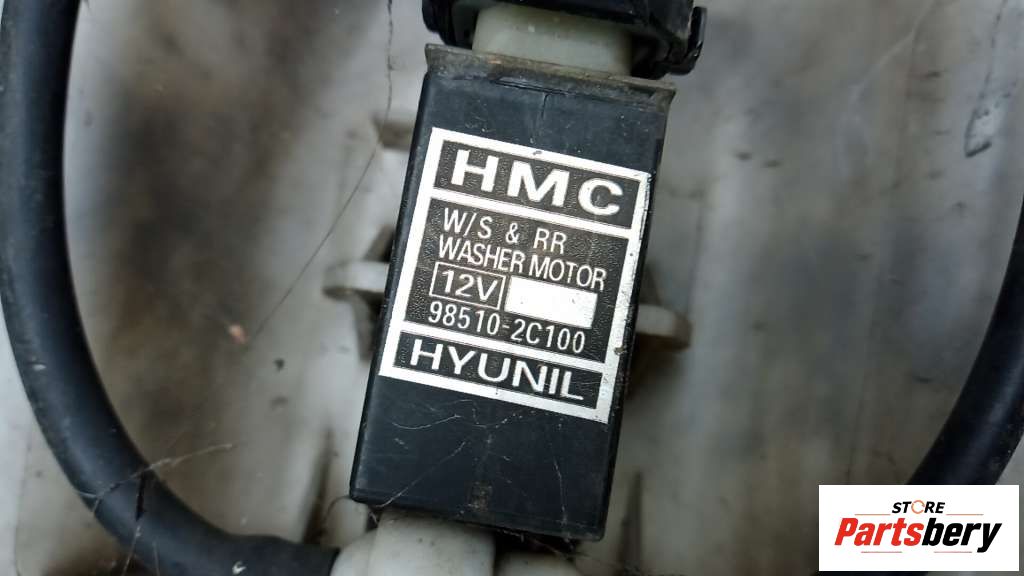 HMC
W/S & RR
WASHER MOTOR
12V
98510-2C100
HYUNIL
STORE
Partsbery